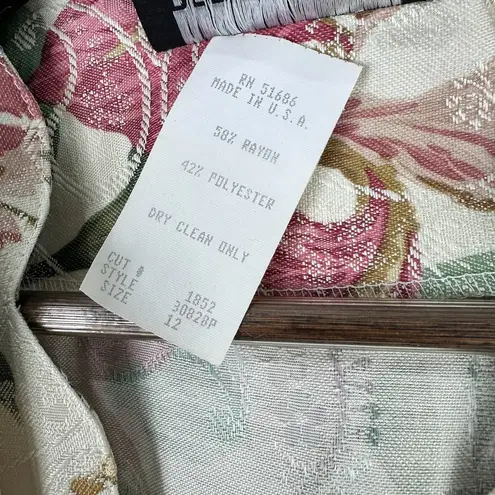 RN 51686
MADE IN U.S.A.
58% RAYON
42% POLYESTER
DRY CLEAN ONLY
CUT # 1852
STYLE 30828P
SIZE 12